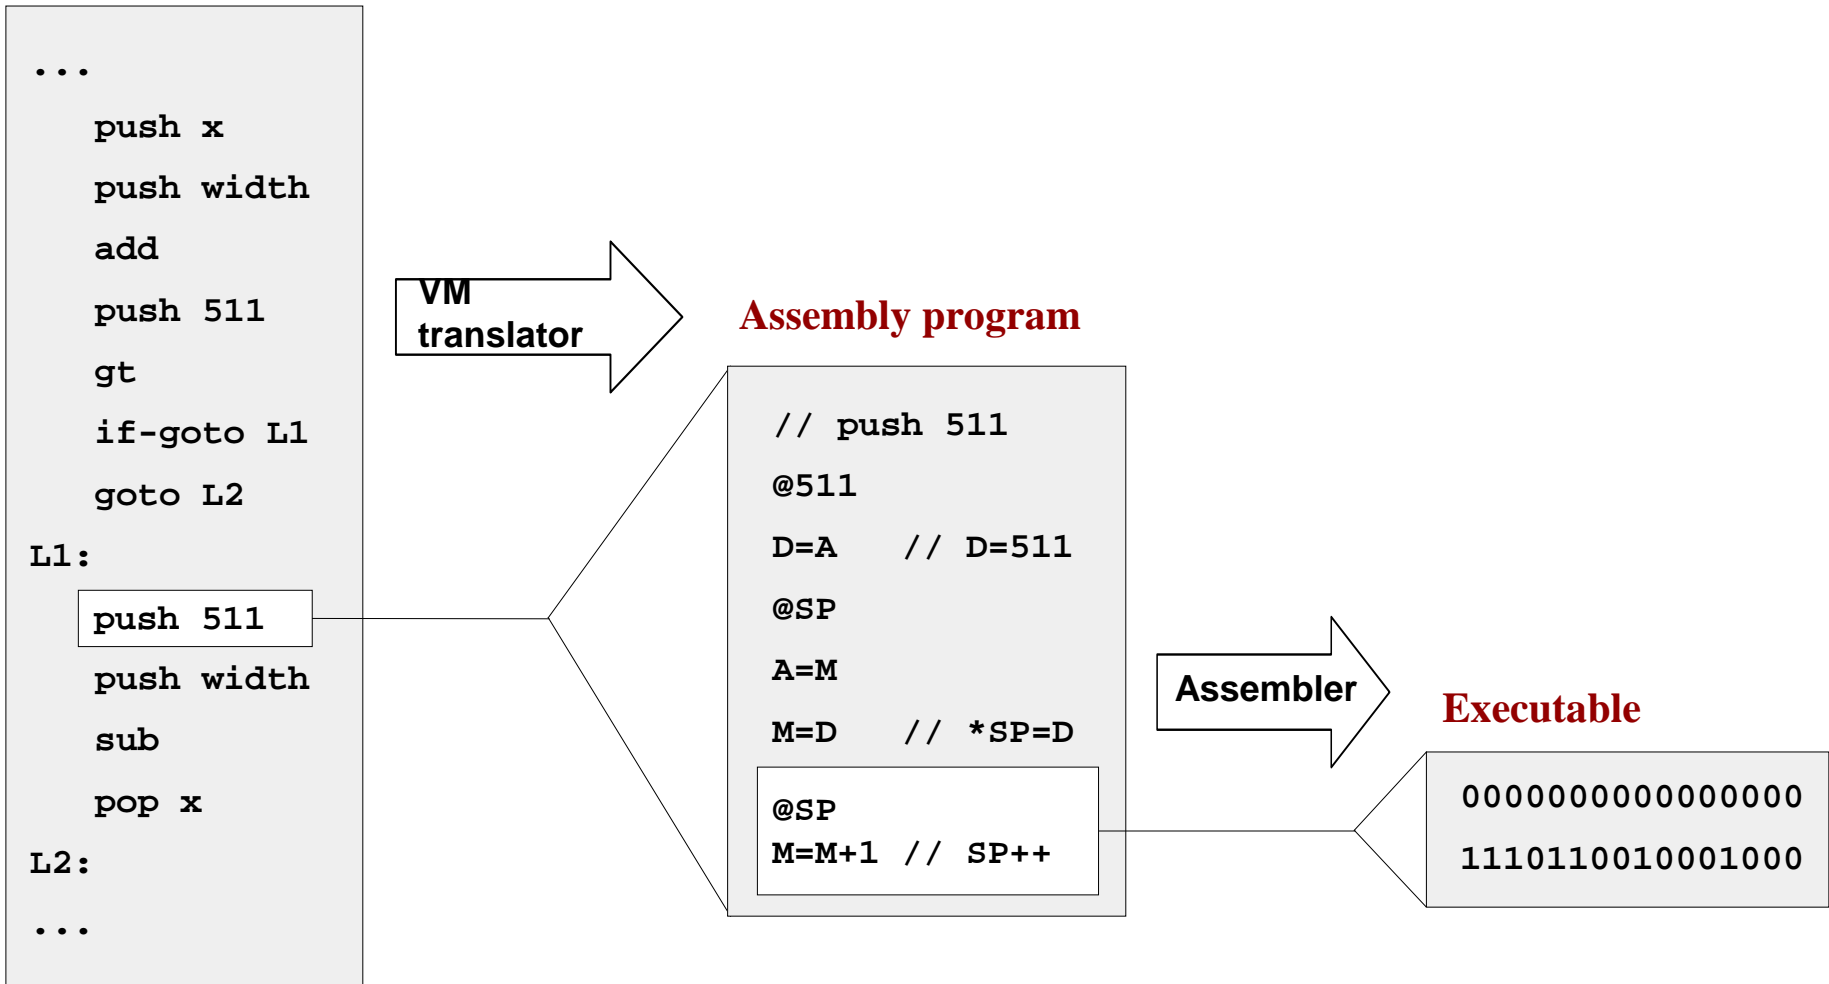 ...
push x
push width
add
push 511
gt
if-goto L1
goto L2
L1:
push 511
push width
sub
pop x
L2:
...
VM
translator
Assembly program
// push 511
@511
D=A // D=511
@SP
A=M
M=D // *SP=D
@SP
M=M+1 // SP++
Assembler
Executable
0000000000000000
1110110010001000